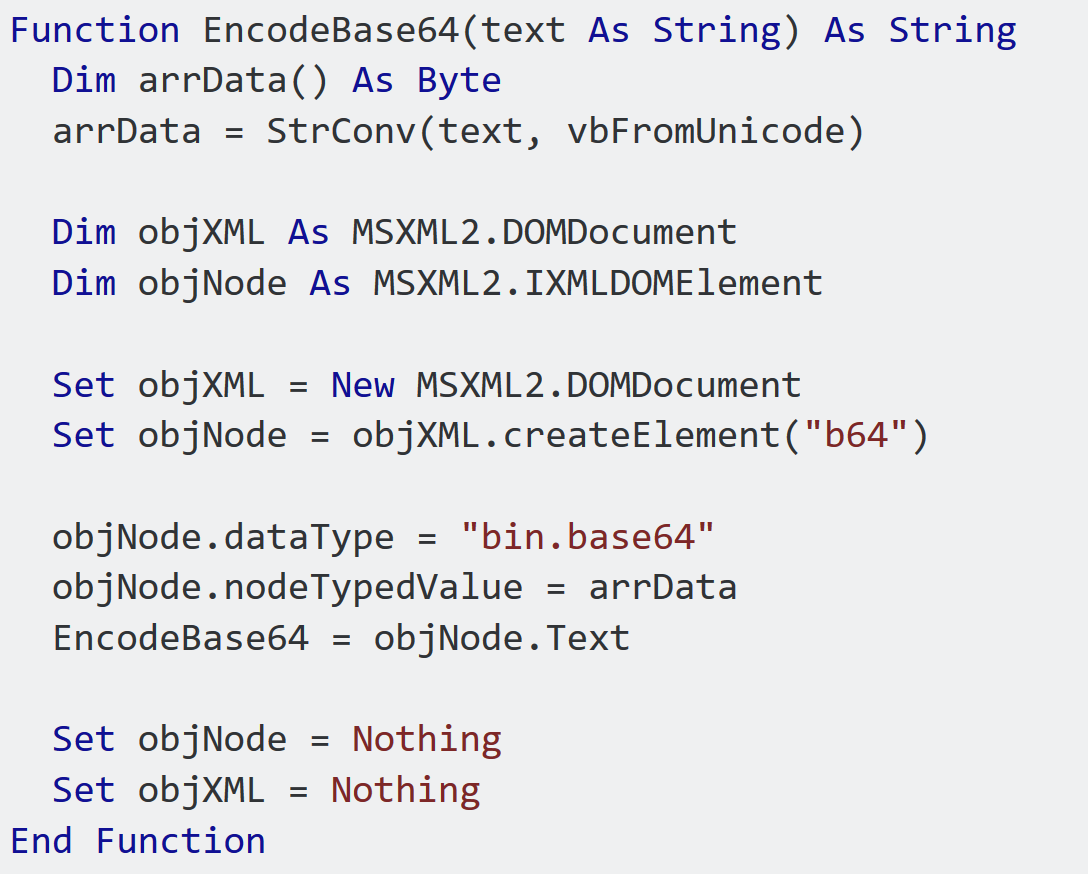 Function EncodeBase64(text As String) As String
  Dim arrData() As Byte
  arrData = StrConv(text, vbFromUnicode)

  Dim objXML As MSXML2.DOMDocument
  Dim objNode As MSXML2.IXMLDOMElement

  Set objXML = New MSXML2.DOMDocument
  Set objNode = objXML.createElement("b64")

  objNode.dataType = "bin.base64"
  objNode.nodeTypedValue = arrData
  EncodeBase64 = objNode.Text

  Set objNode = Nothing
  Set objXML = Nothing
End Function